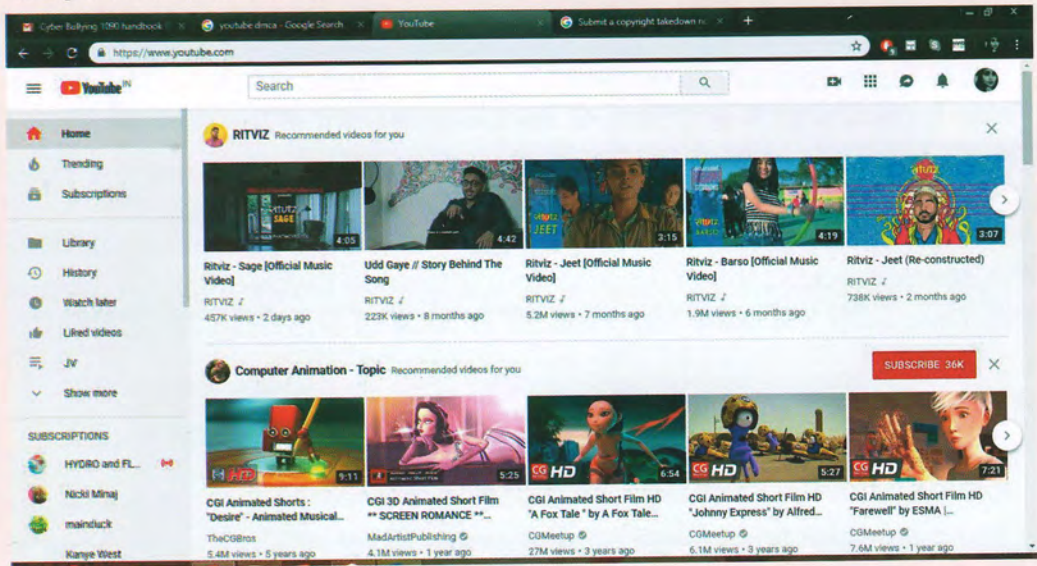 Cyber Bullying 1090 handbook
youtube dmca - Google Search
YouTube
Submit a copyright takedown no
https://www.youtube.com
YouTube IN
Search
Home
Trending
Subscriptions
Library
History
Watch later
Liked videos
JV
Show more
SUBSCRIPTIONS
HYDRO and FL...
Nicki Minaj
mainduck
Kanye West
RITVIZ Recommended videos for you
SAGE
4:05
4:42
JEET
3:15
4:19
3:07
Ritviz - Sage [Official Music
Video]
RITVIZ
457K views • 2 days ago
Udd Gaye // Story Behind The
Song
RITVIZ
223K views • 8 months ago
Ritviz - Jeet [Official Music
Video]
RITVIZ
5.2M views • 7 months ago
Ritviz - Barso [Official Music
Video]
RITVIZ
1.9M views • 6 months ago
Ritviz - Jeet (Re-constructed)
RITVIZ
738K views • 2 months ago
Computer Animation - Topic Recommended videos for you
SUBSCRIBE 36K
HD
9:11
5:25
CG HD
6:54
CG HD
5:27
CG HD
7:21
CGI Animated Shorts :
"Desire" - Animated Musical...
TheCGBros
5.4M views • 5 years ago
CGI 3D Animated Short Film
** SCREEN ROMANCE **...
MadArtistPublishing
4.1M views • 1 year ago
CGI Animated Short Film HD
"A Fox Tale " by A Fox Tale...
CGMeetup
27M views • 3 years ago
CGI Animated Short Film HD
"Johnny Express" by Alfred...
CGMeetup
6.1M views • 3 years ago
CGI Animated Short Film HD
"Farewell" by ESMA |...
CGMeetup
7.6M views • 1 year ago